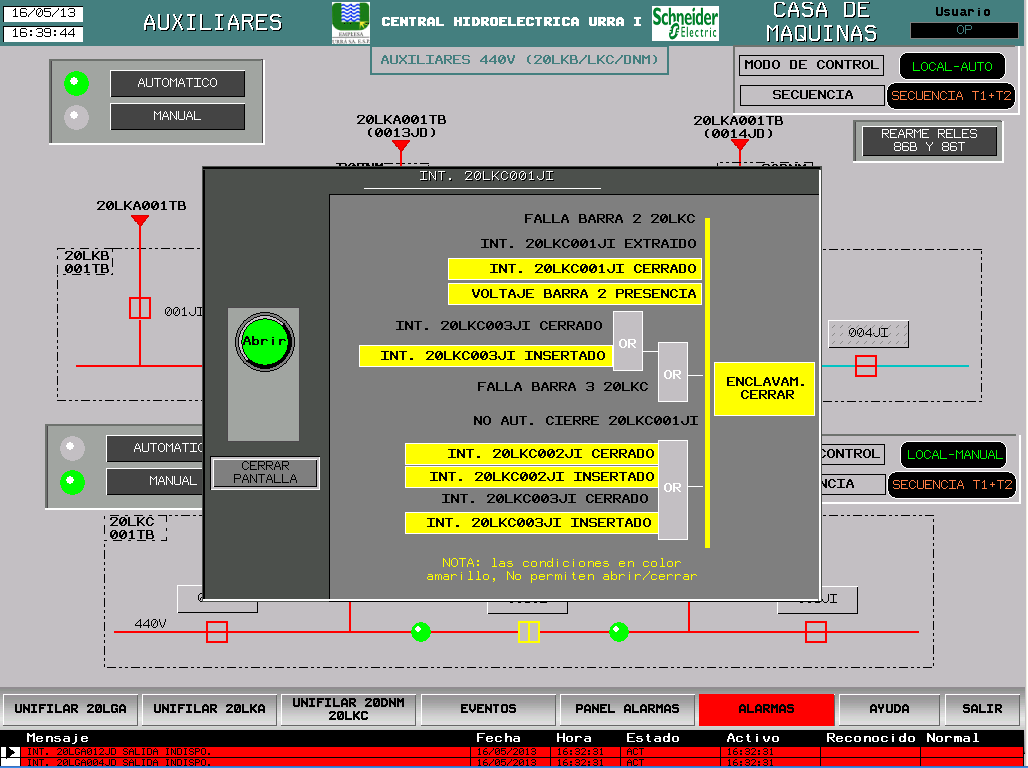 16/05/13
16:39:44
AUXILIARES
EMPRESA
URRA S.A. E.S.P.
CENTRAL HIDROELECTRICA URRA I
Schneider
Electric
CASA DE
MAQUINAS
Usuario
OP
AUXILIARES 440V (20LKB/LKC/DNM)
MODO DE CONTROL
LOCAL-AUTO
SECUENCIA
SECUENCIA T1+T2
AUTOMATICO
MANUAL
20LKA001TB
(0013JD)
20LKA001TB
(0014JD)
REARME RELES
86B Y 86T
INT. 20LKC001JI
20LKA001TB
20LKB
001TB
001JI
004JI
FALLA BARRA 2 20LKC
INT. 20LKC001JI EXTRAIDO
INT. 20LKC001JI CERRADO
VOLTAJE BARRA 2 PRESENCIA
INT. 20LKC003JI CERRADO
OR
INT. 20LKC003JI INSERTADO
OR
FALLA BARRA 3 20LKC
ENCLAVAM.
CERRAR
NO AUT. CIERRE 20LKC001JI
INT. 20LKC002JI CERRADO
INT. 20LKC002JI INSERTADO
OR
INT. 20LKC003JI CERRADO
INT. 20LKC003JI INSERTADO
NOTA: las condiciones en color
amarillo, No permiten abrir/cerrar
Abrir
CERRAR
PANTALLA
AUTOMATIC
MANUAL
CONTROL
LOCAL-MANUAL
NCIA
SECUENCIA T1+T2
20LKC
001TB
440V
UNIFILAR 20LGA
UNIFILAR 20LKA
UNIFILAR 20DNM
20LKC
EVENTOS
PANEL ALARMAS
ALARMAS
AYUDA
SALIR
Mensaje Fecha Hora Estado Activo Reconocido Normal
INT. 20LGA012JD SALIDA INDISPO. 16/05/2013 16:32:31 ACT 16:32:31
INT. 20LGA004JD SALIDA INDISPO. 16/05/2013 16:32:31 ACT 16:32:31